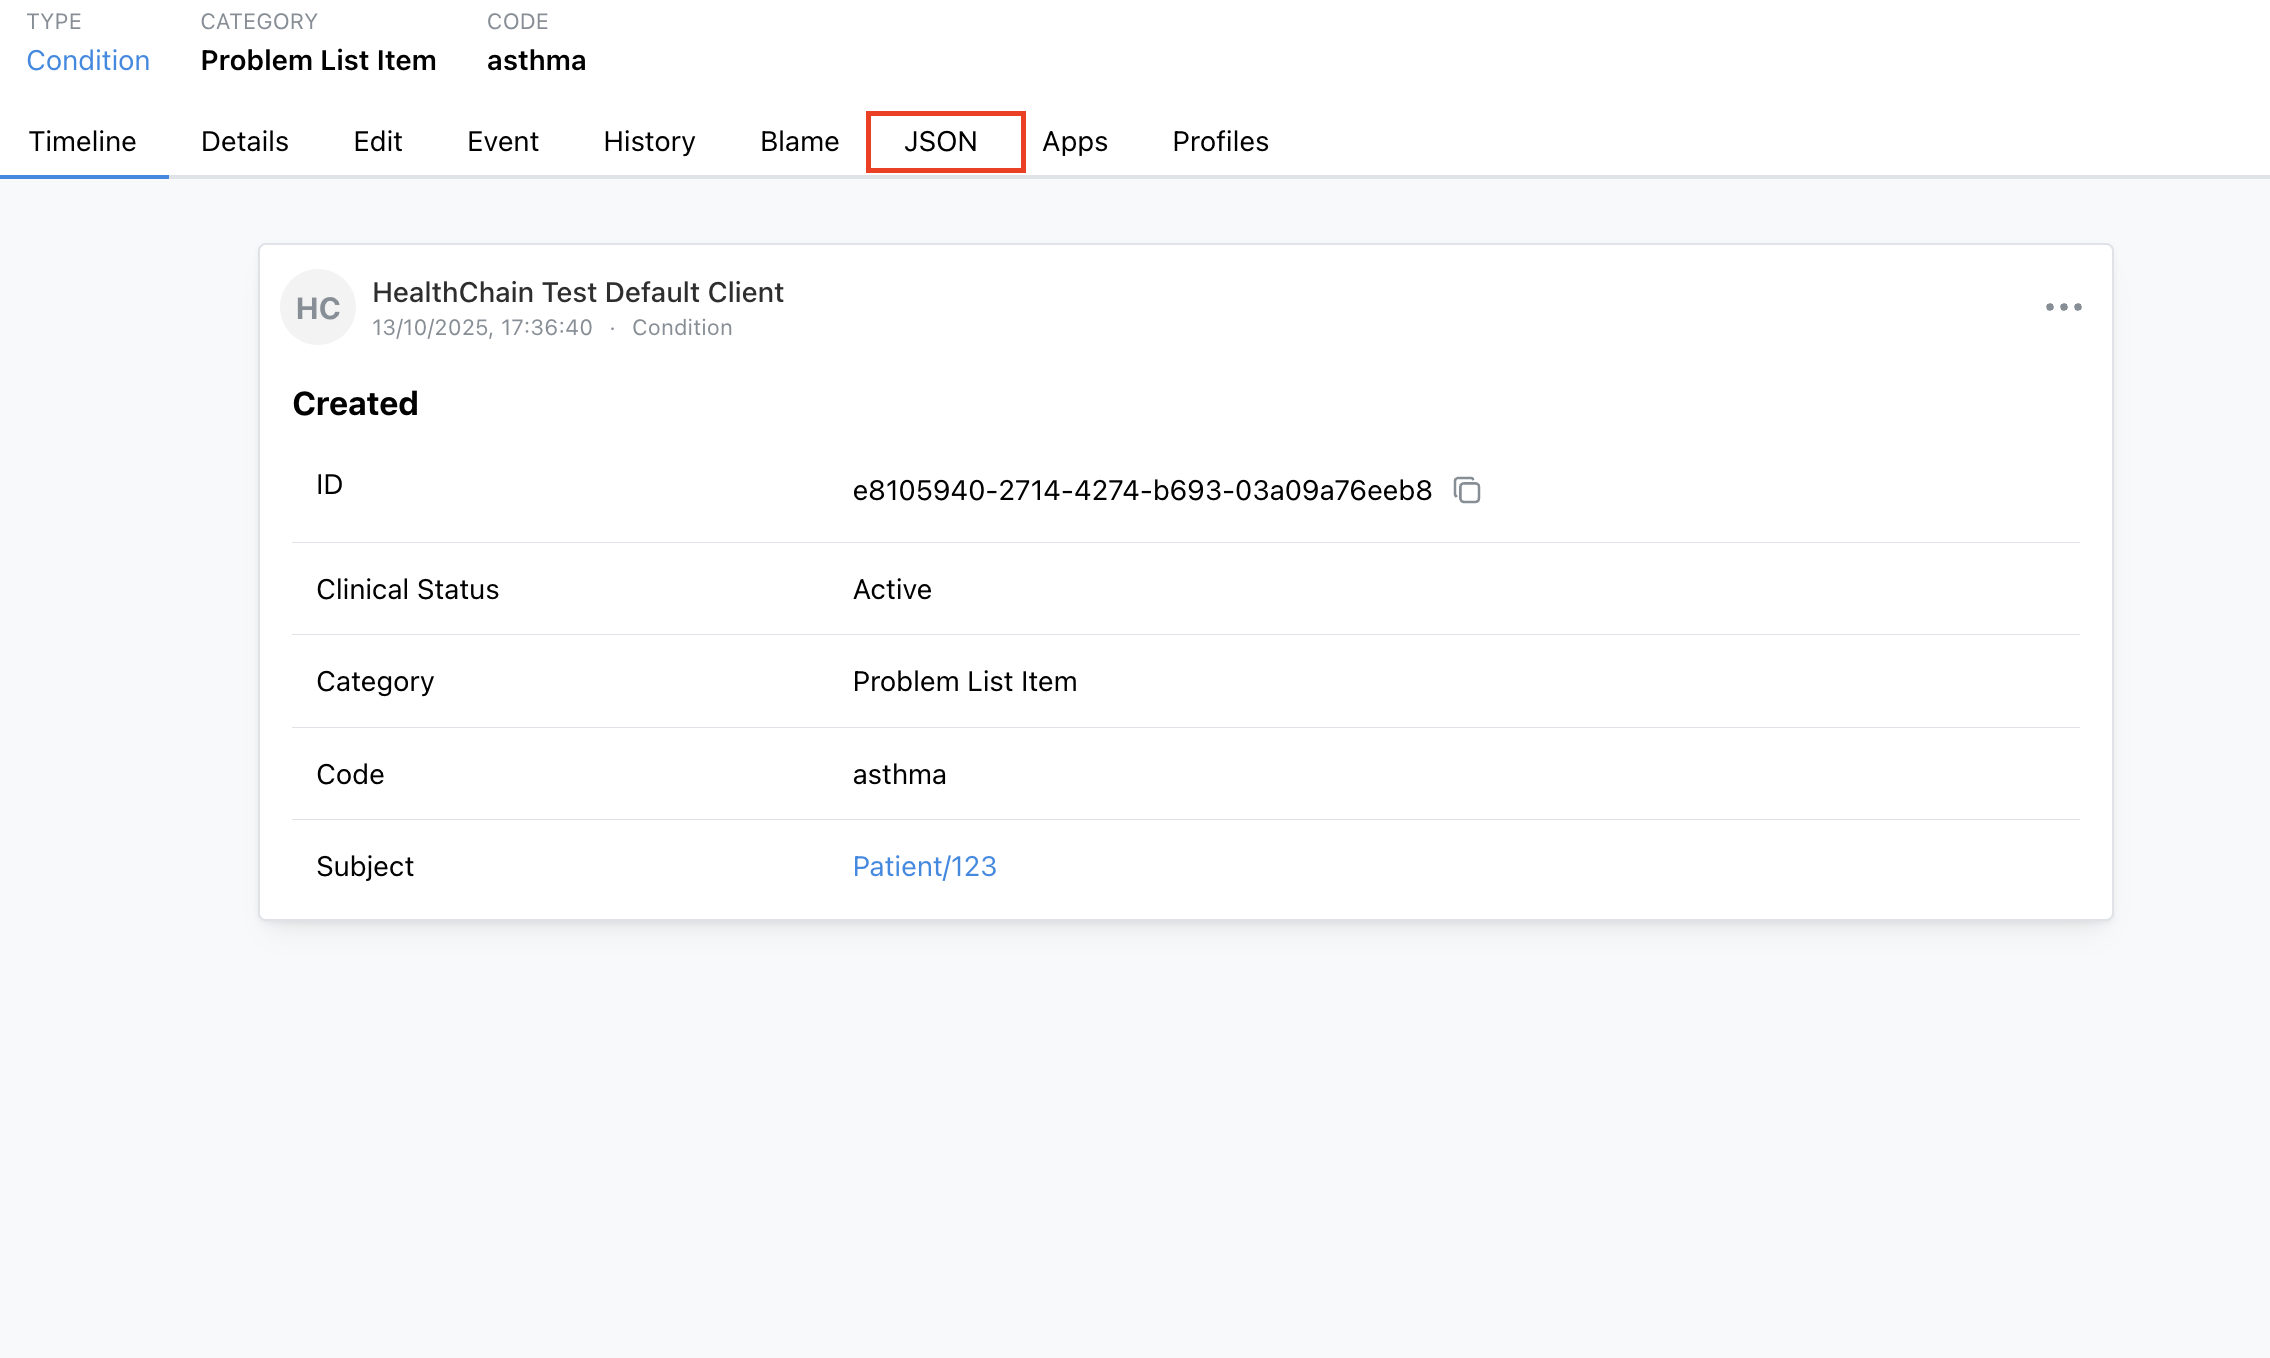 TYPE CATEGORY CODE
Condition Problem List Item asthma
Timeline Details Edit Event History Blame JSON Apps Profiles
HC
HealthChain Test Default Client
13/10/2025, 17:36:40 · Condition
Created
ID e8105940-2714-4274-b693-03a09a76eeb8
Clinical Status Active
Category Problem List Item
Code asthma
Subject Patient/123